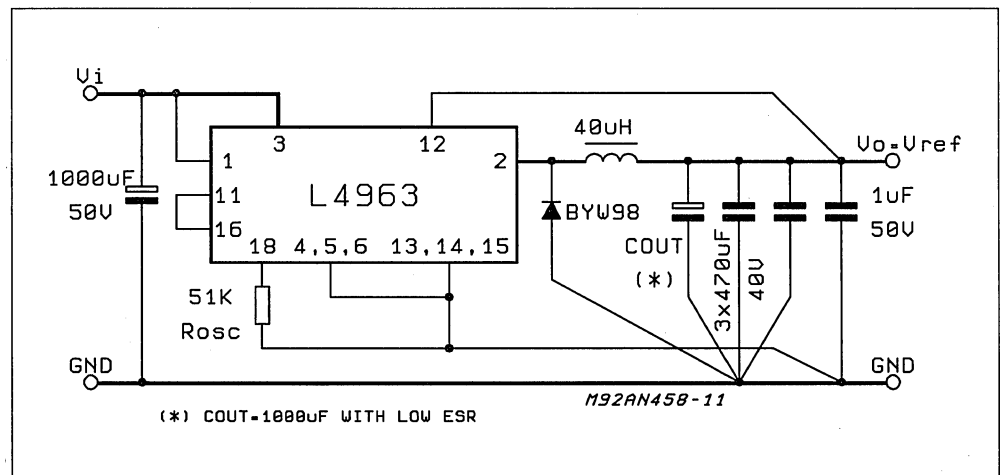 Vi
3
12
40uH
1
2
Vo=Vref
1000uF
50V
11
L4963
BYW98
1uF
50V
16
18
4,5,6
13,14,15
COUT
(*)
3x470uF
40V
51K
Rosc
GND
GND
M92AN458-11
(*) COUT=1000uF WITH LOW ESR